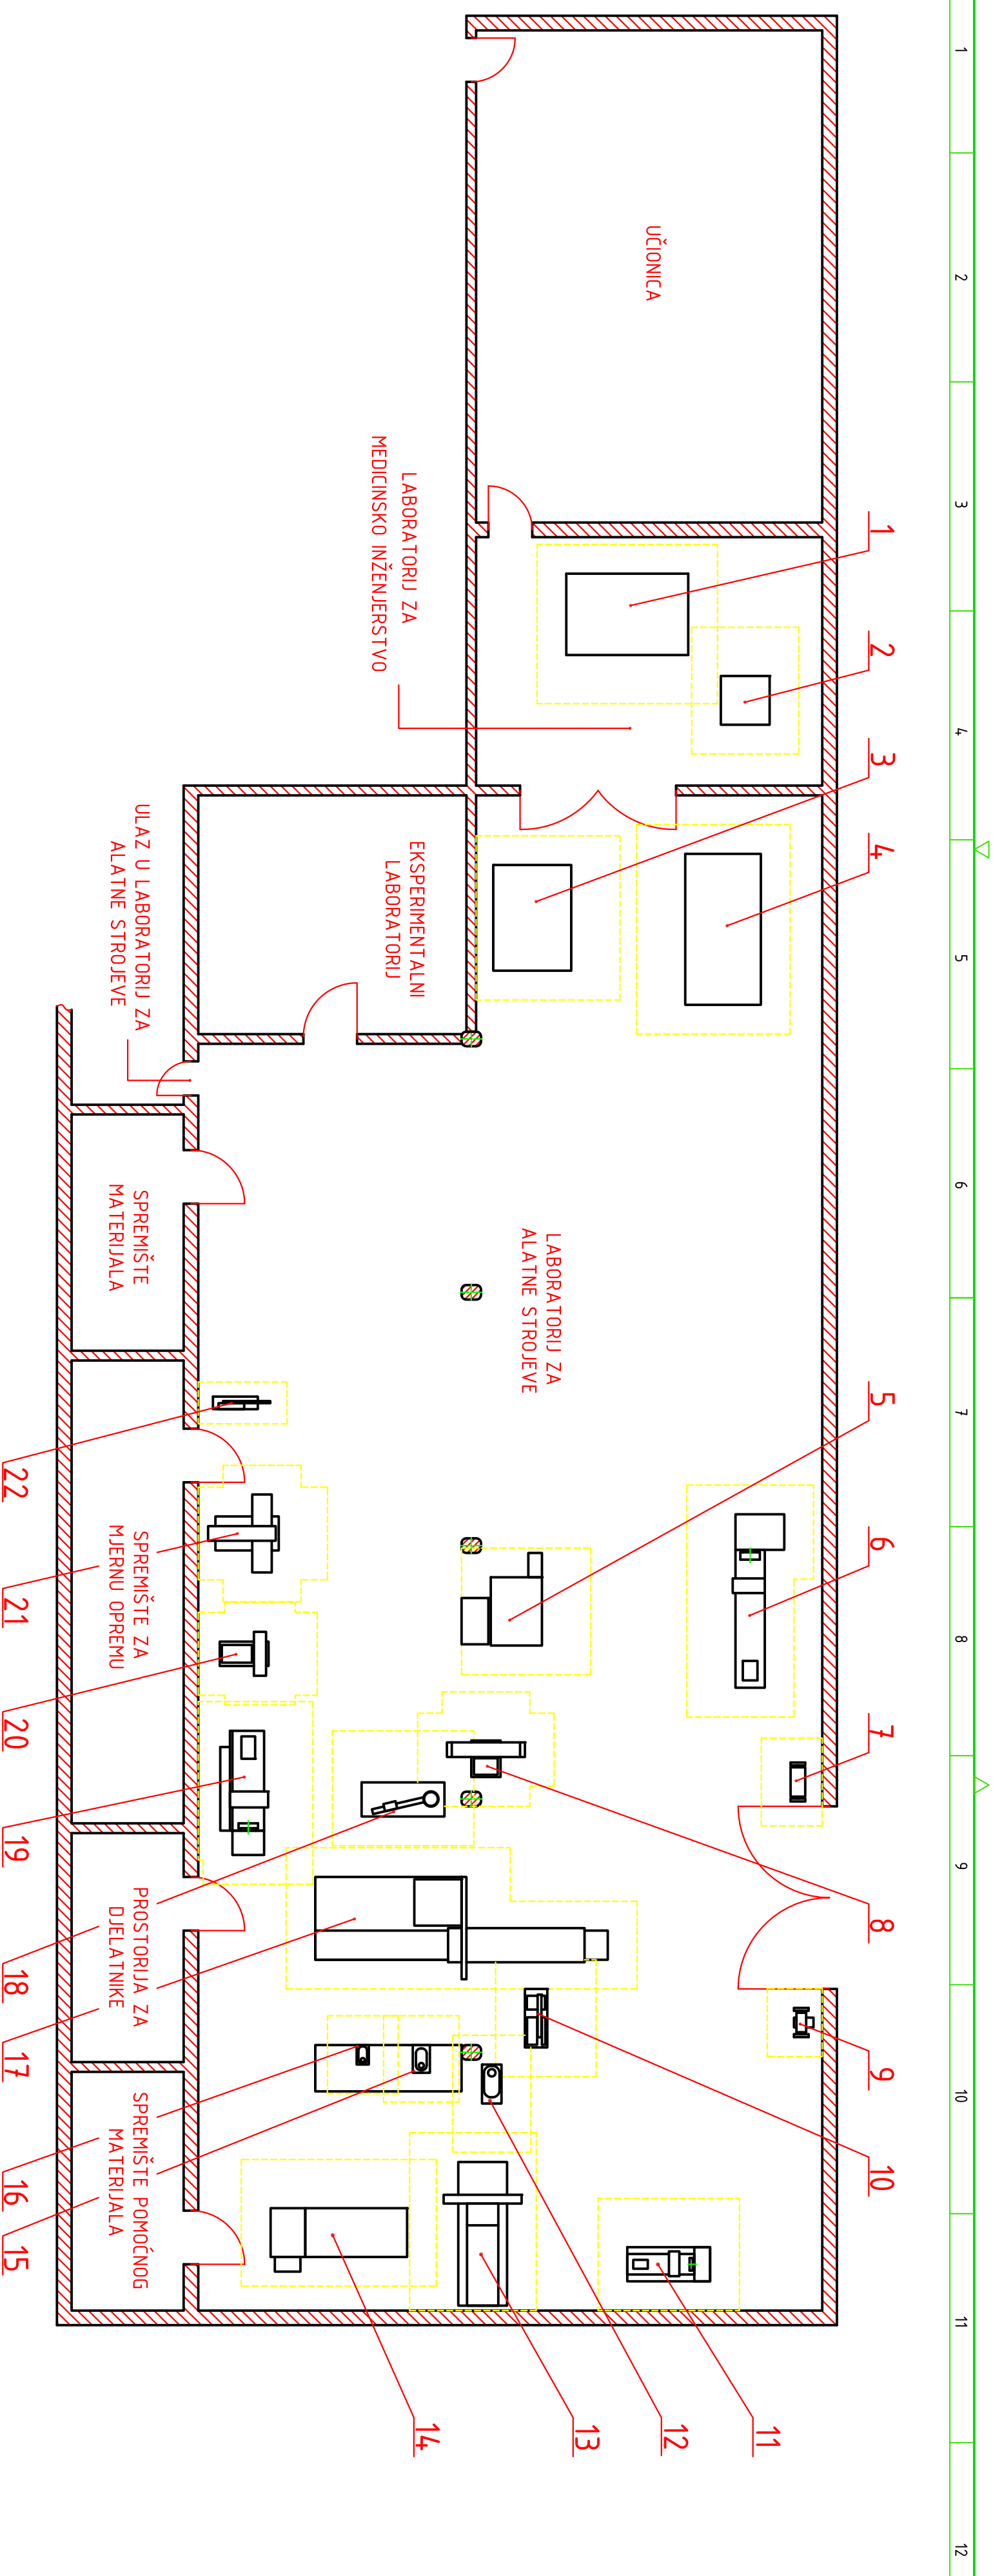 1
2
3
4
5
6
7
8
9
10
11
12
1
2
3
4
5
6
7
8
9
10
11
12
13
14
UČIONICA
LABORATORIJ ZA
MEDICINSKO INŽENJERSTVO
EKSPERIMENTALNI
LABORATORIJ
ULAZ U LABORATORIJ ZA
ALATNE STROJEVE
LABORATORIJ ZA
ALATNE STROJEVE
SPREMIŠTE
MATERIJALA
SPREMIŠTE ZA
MJERNU OPREMU
PROSTORIJA ZA
DJELATNIKE
SPREMIŠTE POMOĆNOG
MATERIJALA
22
21
20
19
18
17
16
15